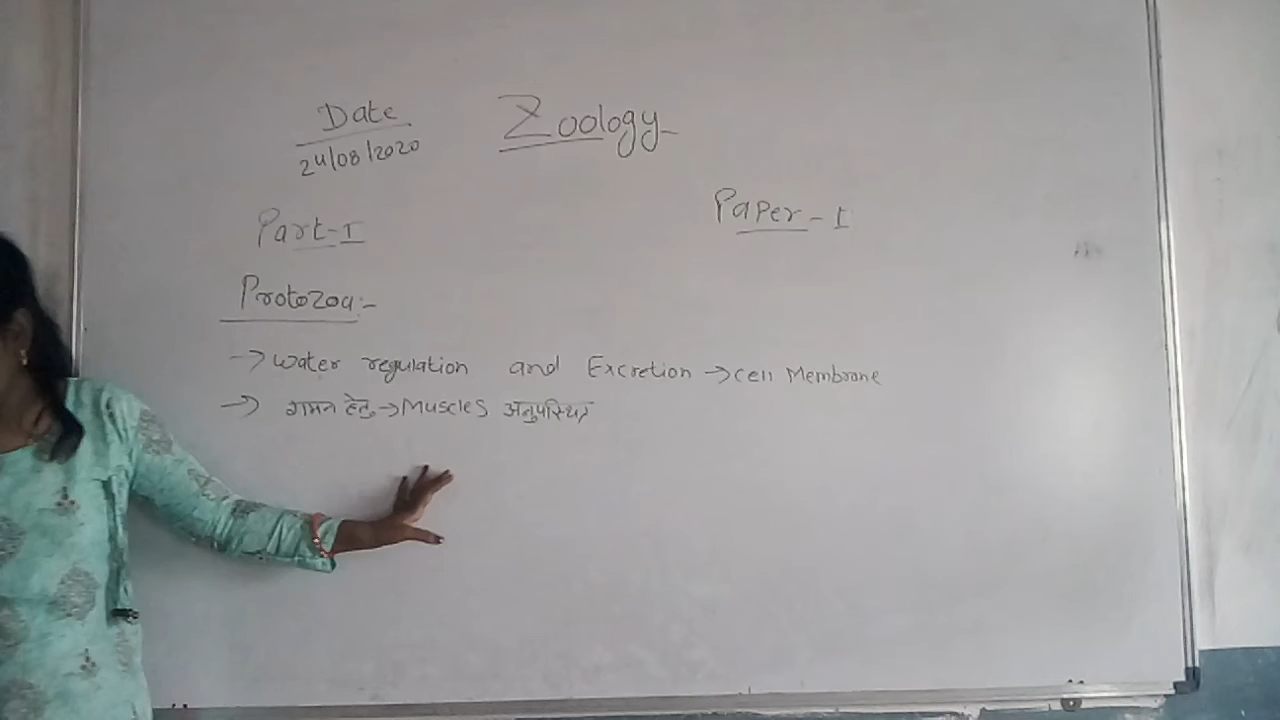 Date
Zoology
24/08/2020
Part-I
Paper-I
Protozoa:-
→ Water regulation and Excretion → Cell Membrane
→ गमन हेतु → Muscles अनुपस्थित